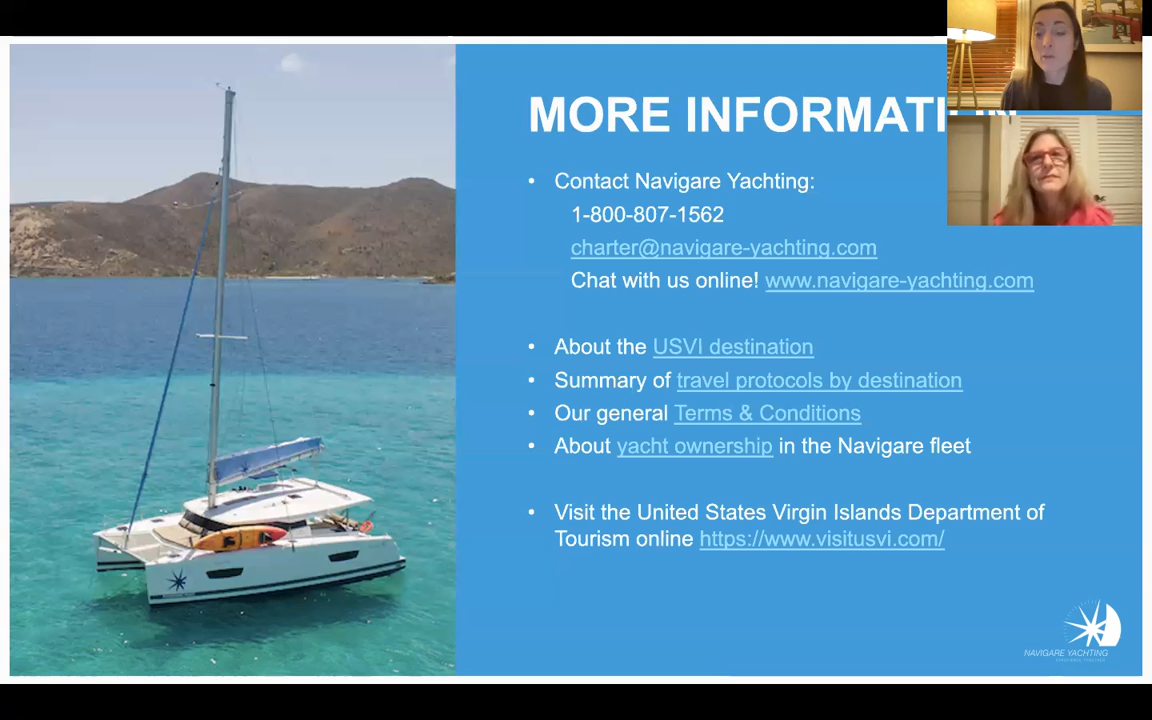 MORE INFORMATI
• Contact Navigare Yachting:
1-800-807-1562
charter@navigare-yachting.com
Chat with us online! www.navigare-yachting.com
• About the USVI destination
• Summary of travel protocols by destination
• Our general Terms & Conditions
• About yacht ownership in the Navigare fleet
• Visit the United States Virgin Islands Department of
Tourism online https://www.visitusvi.com/
NAVIGARE YACHTING